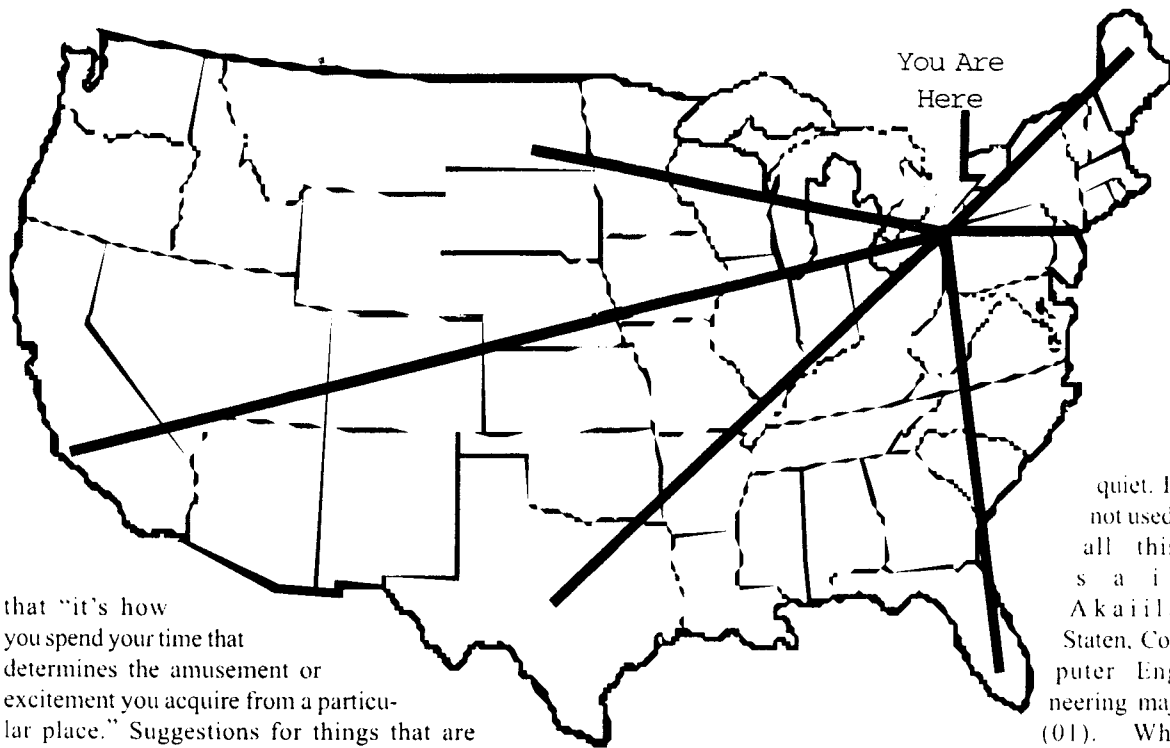 You Are
Here
that “it's how
you spend your time that
determines the amusement or
excitement you acquire from a particu-
lar place.” Suggestions for things that are
quiet. I
not used
all this
s a i
A k a i i l
Staten, Co
puter Eng
neering maj
(01). Wh